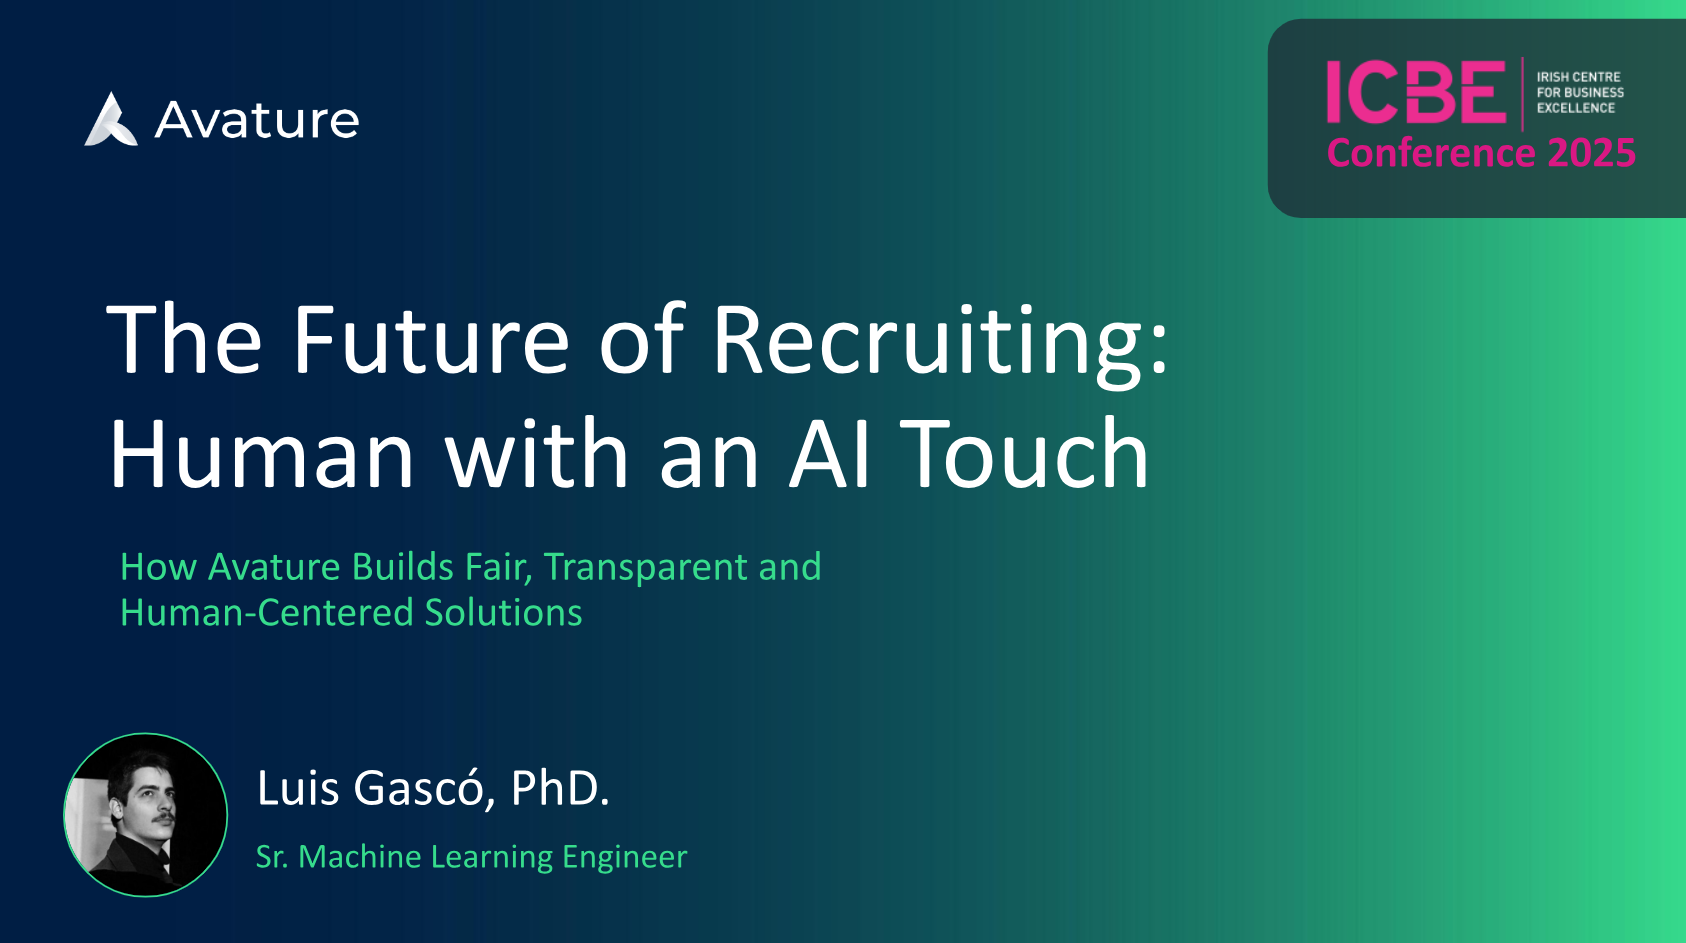 Avature
ICBE
IRISH CENTRE
FOR BUSINESS
EXCELLENCE
Conference 2025
The Future of Recruiting:
Human with an AI Touch
How Avature Builds Fair, Transparent and
Human-Centered Solutions
Luis Gascó, PhD.
Sr. Machine Learning Engineer